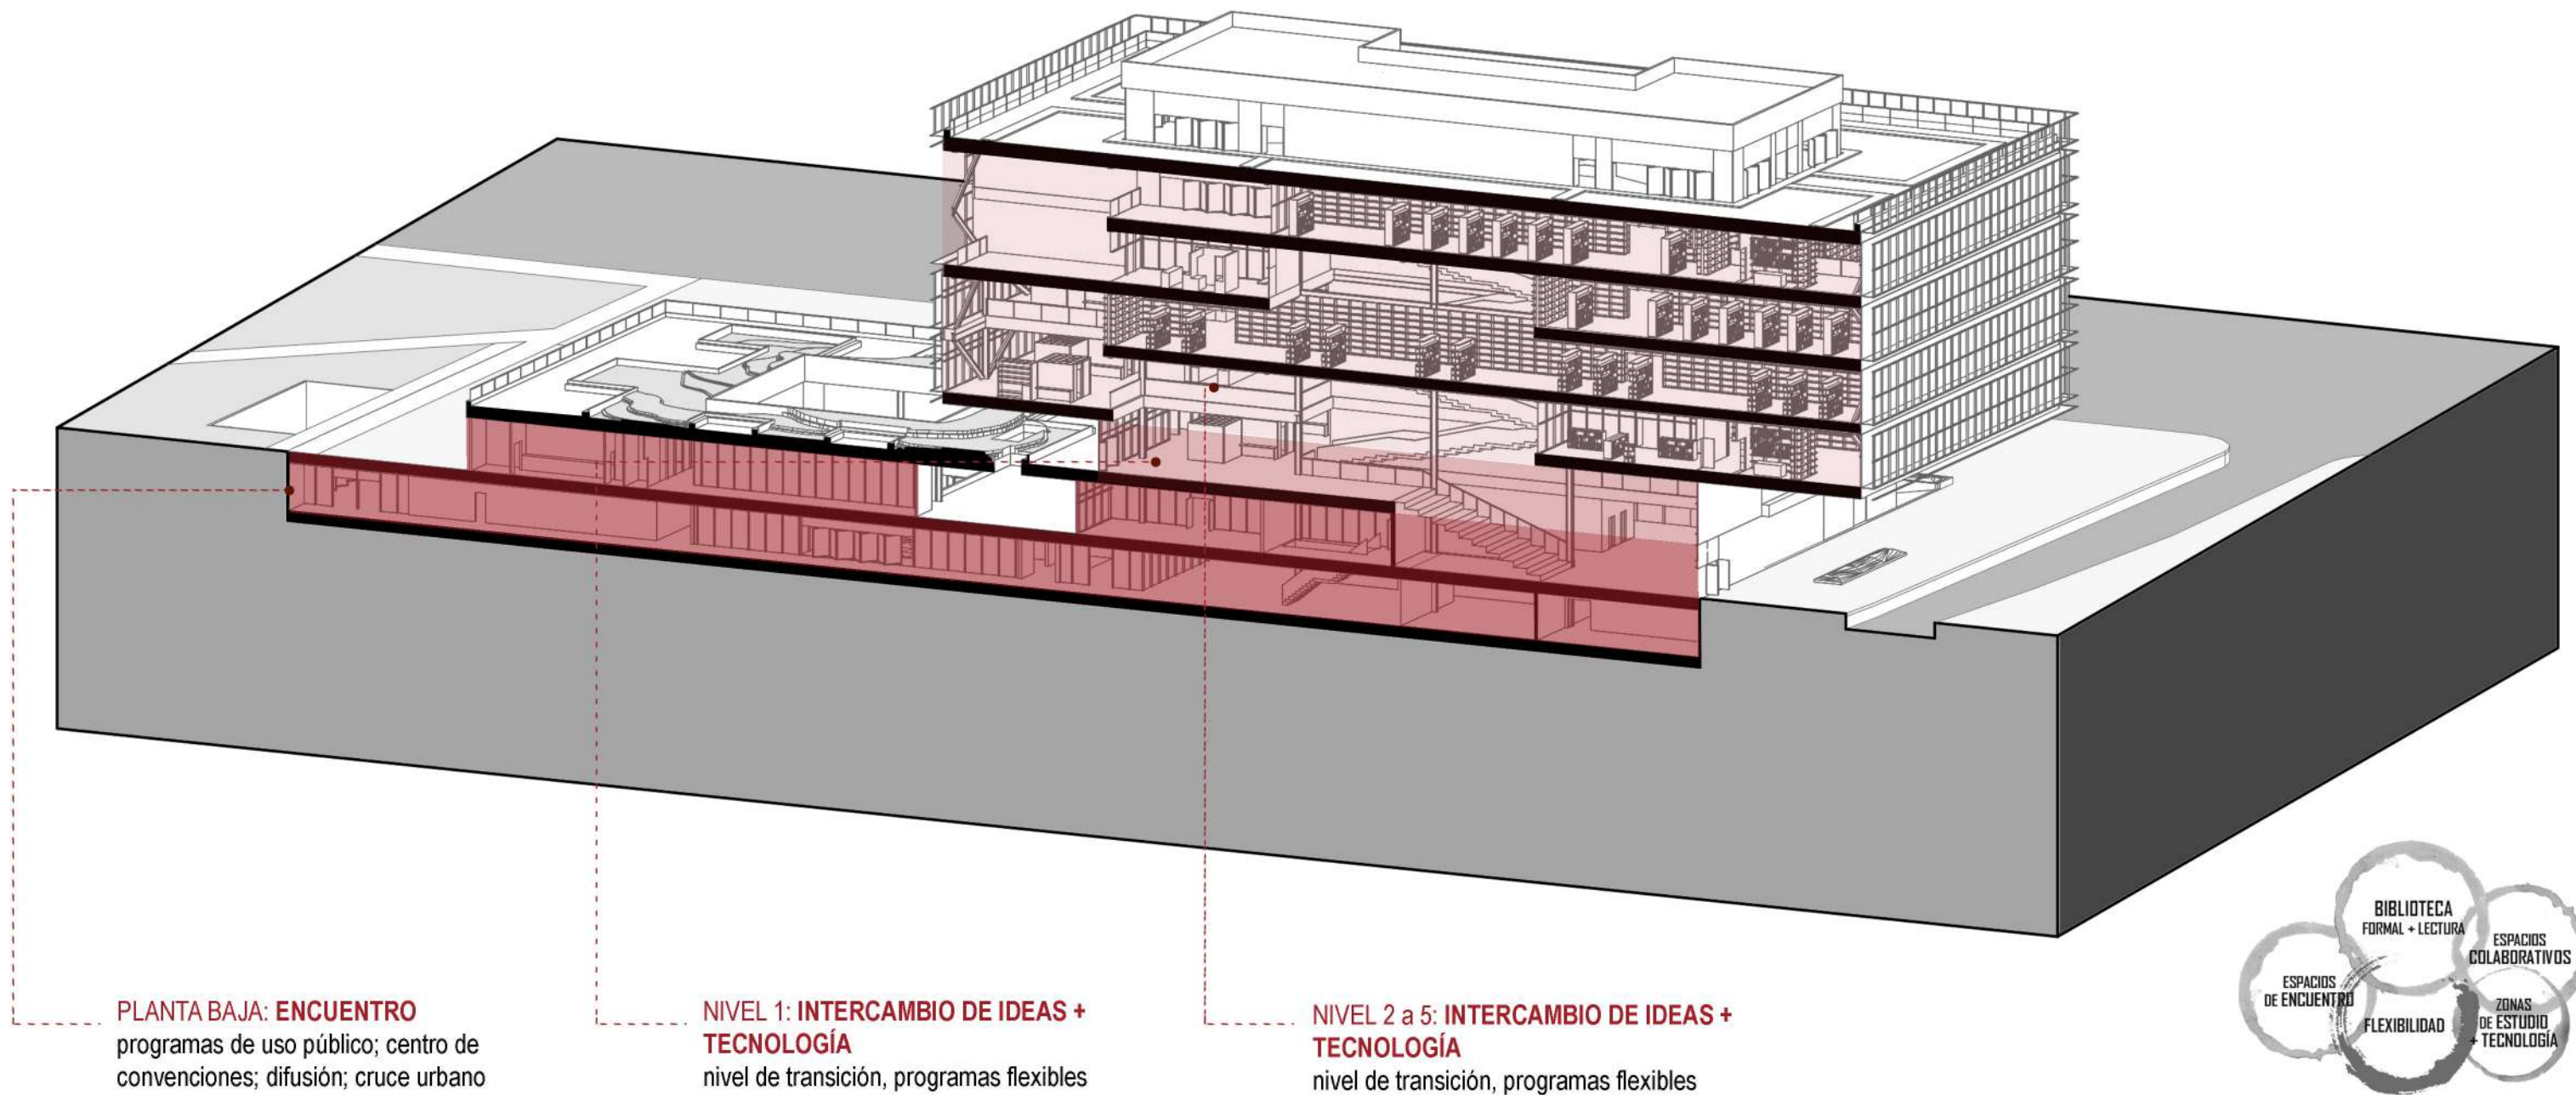 PLANTA BAJA: ENCUENTRO
programas de uso público; centro de
convenciones; difusión; cruce urbano
NIVEL 1: INTERCAMBIO DE IDEAS +
TECNOLOGÍA
nivel de transición, programas flexibles
NIVEL 2 a 5: INTERCAMBIO DE IDEAS +
TECNOLOGÍA
nivel de transición, programas flexibles
BIBLIOTECA
FORMAL + LECTURA
ESPACIOS
COLABORATIVOS
ESPACIOS
DE ENCUENTRO
FLEXIBILIDAD
ZONAS
DE ESTUDIO
+ TECNOLOGÍA